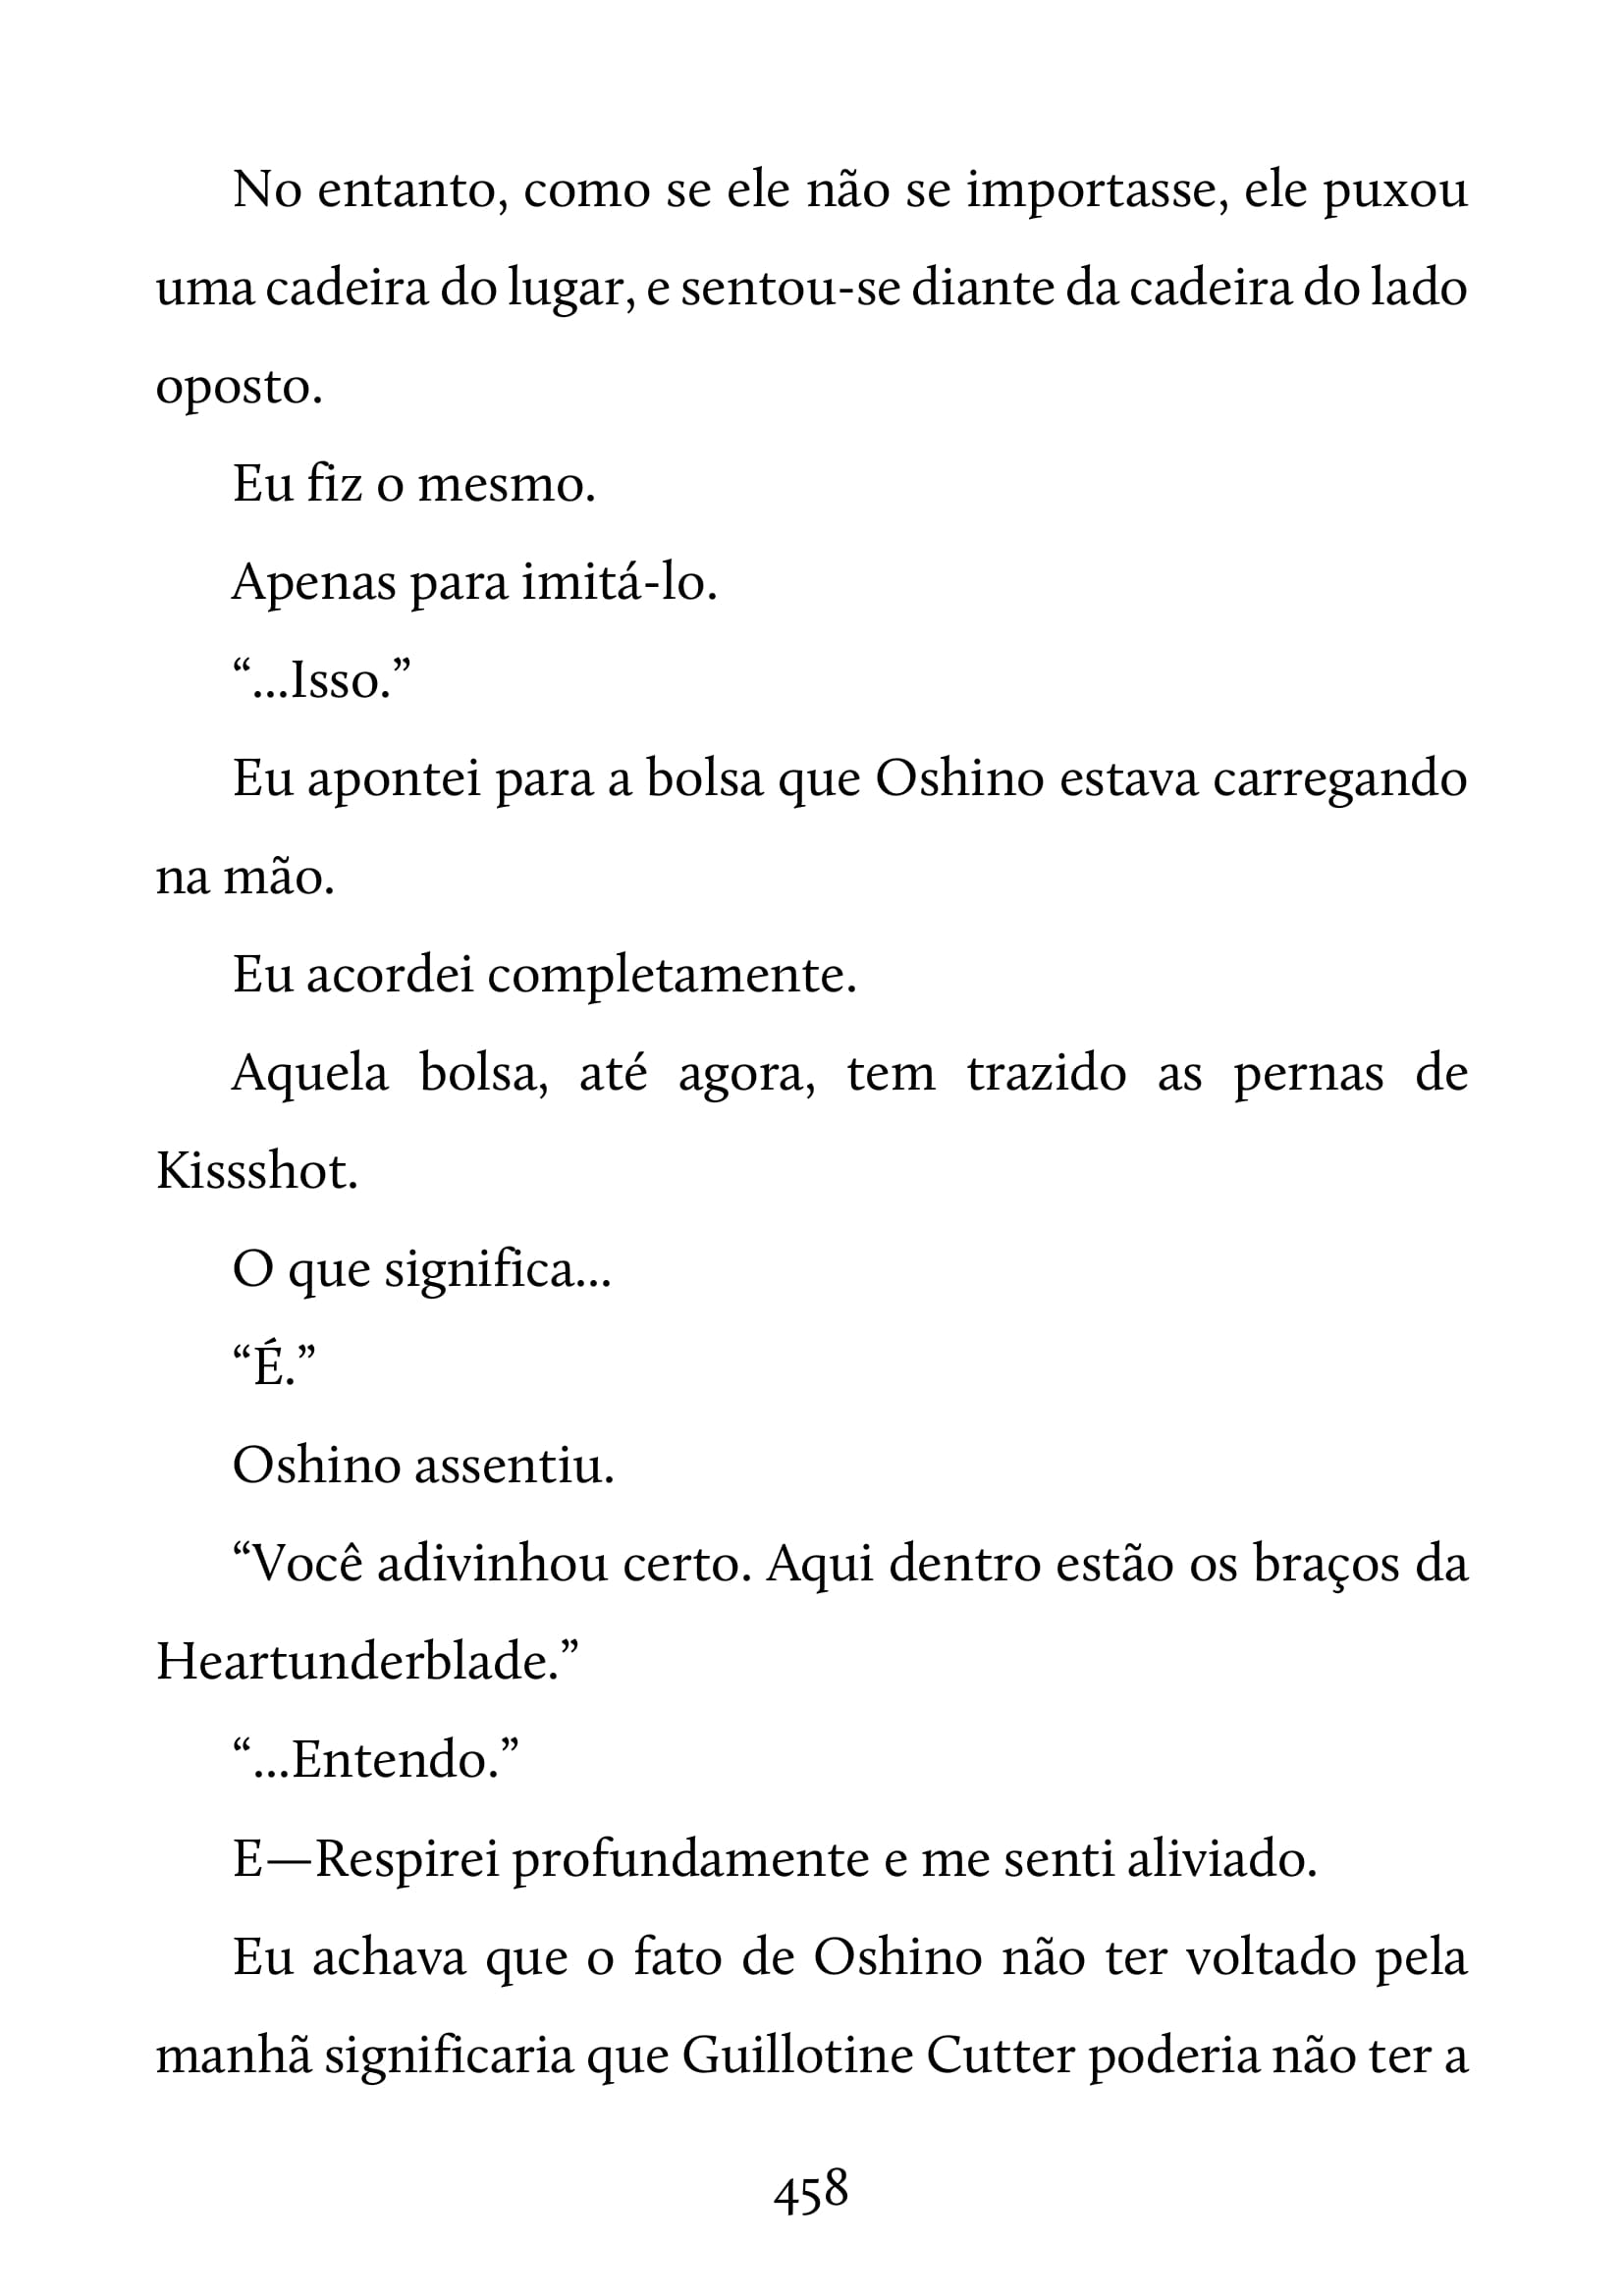 No entanto, como se ele não se importasse, ele puxou
uma cadeira do lugar, e sentou-se diante da cadeira do lado
oposto.
Eu fiz o mesmo.
Apenas para imitá-lo.
“...Isso.”
Eu apontei para a bolsa que Oshino estava carregando
na mão.
Eu acordei completamente.
Aquela bolsa, até agora, tem trazido as pernas de
Kissshot.
O que significa...
“É.”
Oshino assentiu.
“Você adivinhou certo. Aqui dentro estão os braços da
Heartunderblade.”
“...Entendo.”
E—Respirei profundamente e me senti aliviado.
Eu achava que o fato de Oshino não ter voltado pela
manhã significaria que Guillotine Cutter poderia não ter a
458